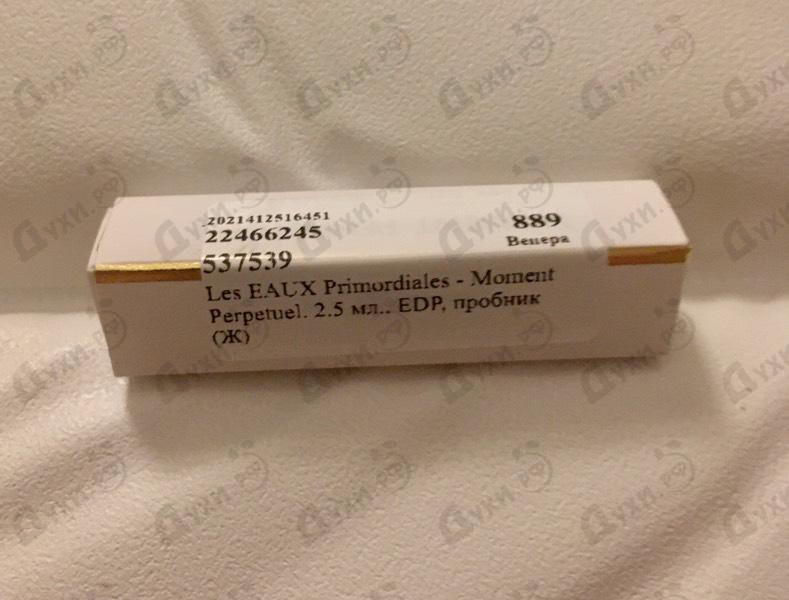 .2021412516451
22466245
889
Венера
537539
Les EAUX Primordiales - Moment
Perpetuel. 2.5 мл.. EDP, пробник
(Ж)